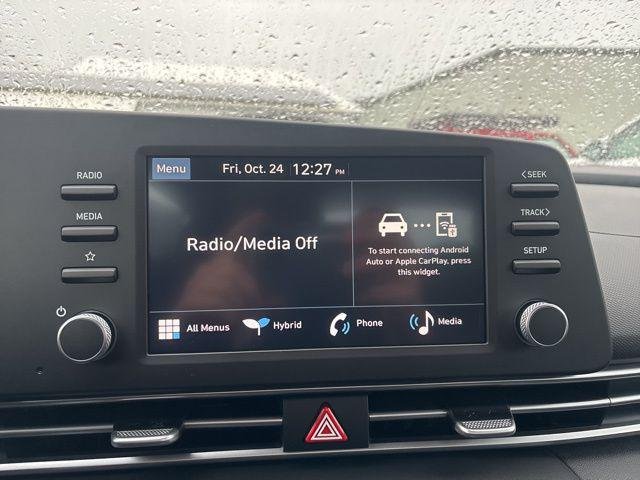 RADIO
MEDIA
Menu
Fri, Oct. 24 12:27 PM
Radio/Media Off
To start connecting Android
Auto or Apple CarPlay, press
this widget.
All Menus
Hybrid
Phone
Media
<SEEK
TRACK>
SETUP